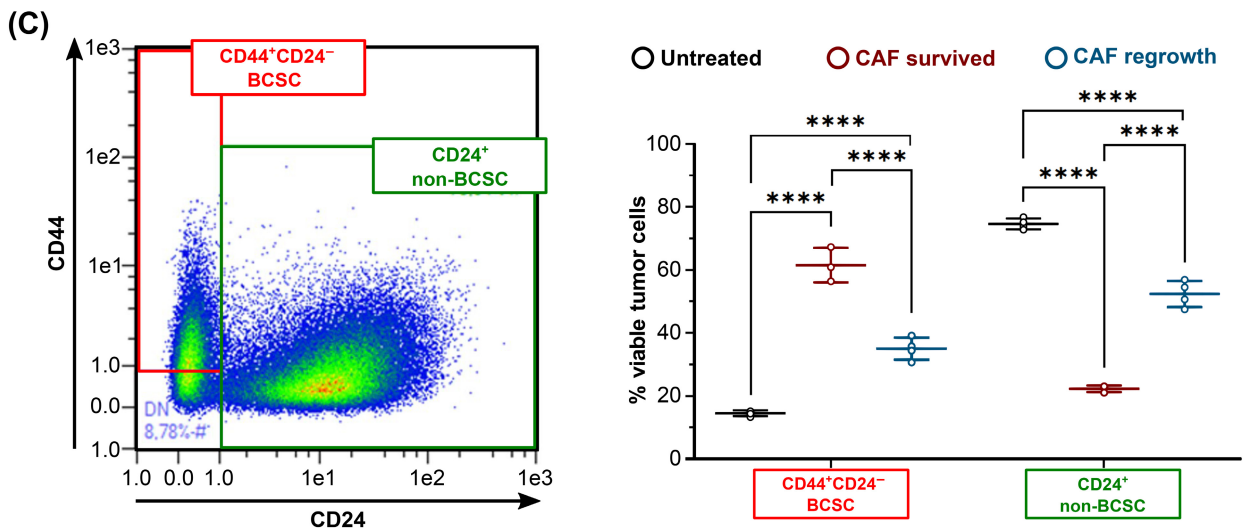 (C)
1e3
1e2
1e1
1.0
0.0
1.0
CD44
CD44⁺CD24⁻
BCSC
CD24⁺
non-BCSC
DN
8,78%-#
1.0 0.0 1.0 1e1 1e2 1e3
CD24
Untreated CAF survived CAF regrowth
% viable tumor cells
100
80
60
40
20
0
****
****
****
****
****
****
CD44⁺CD24⁻
BCSC
CD24⁺
non-BCSC